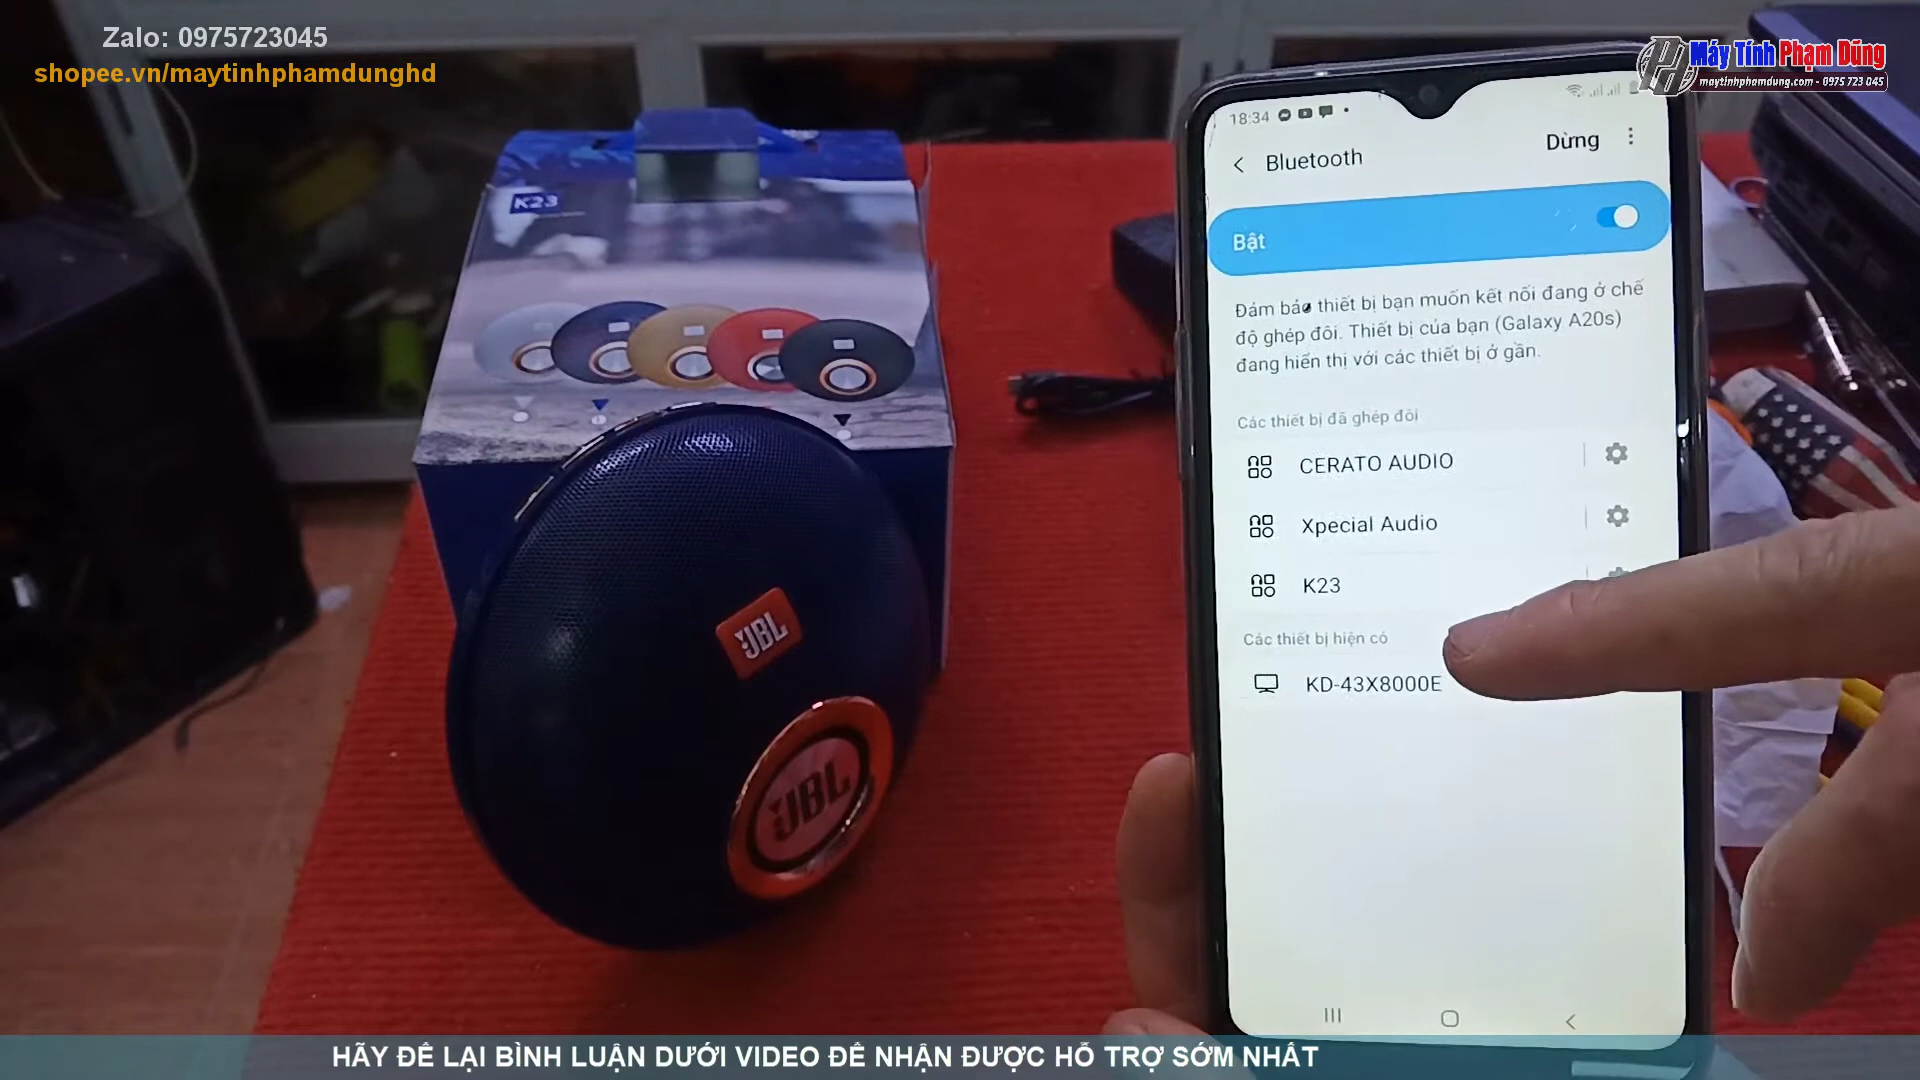 Zalo: 0975723045
shopee.vn/maytinhphamdunghd
Máy Tính Phạm Dũng
maytinhphamdung.com - 0975 723 045
K23
JBL
JBL
18:34
Bluetooth
Dừng
Bật
Đảm bảo thiết bị bạn muốn kết nối đang ở chế
độ ghép đôi. Thiết bị của bạn (Galaxy A20s)
đang hiển thị với các thiết bị ở gần.
Các thiết bị đã ghép đôi
CERATO AUDIO
Xpecial Audio
K23
Các thiết bị hiện có
KD-43X8000E
HÃY ĐỂ LẠI BÌNH LUẬN DƯỚI VIDEO ĐỂ NHẬN ĐƯỢC HỖ TRỢ SỚM NHẤT